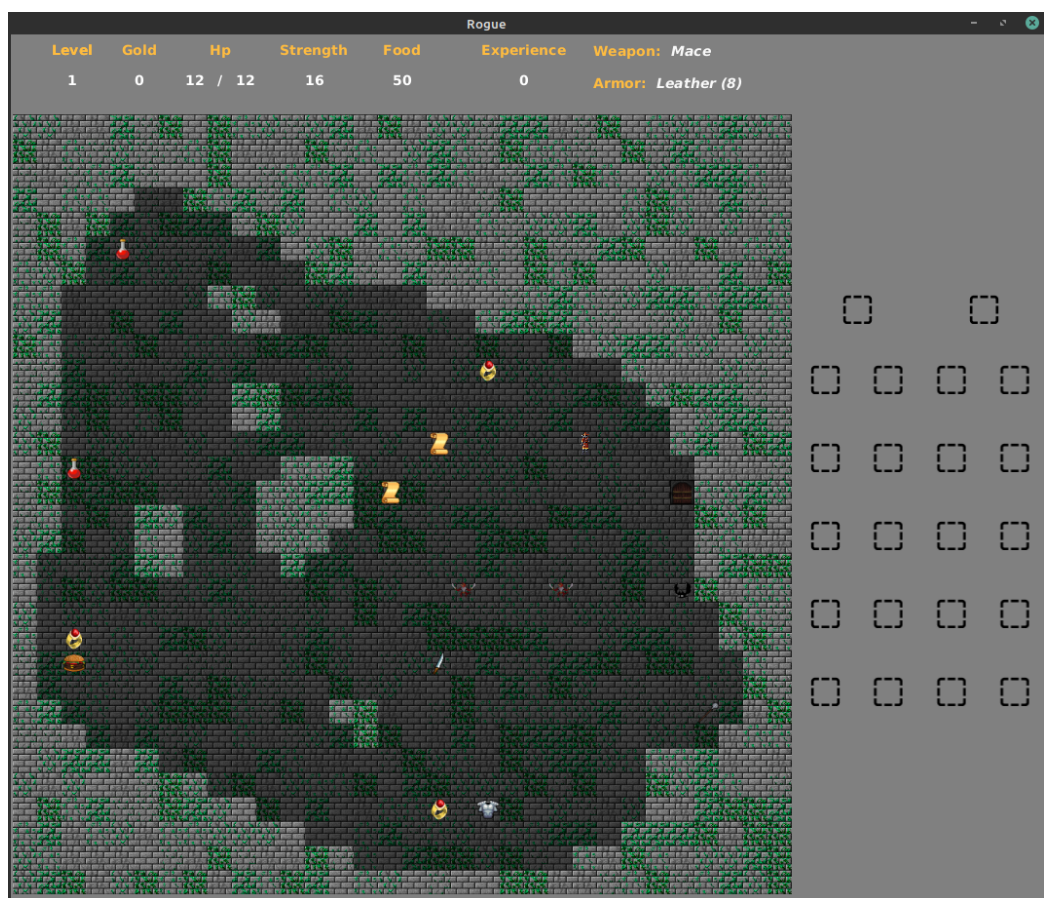 Rogue
Level Gold Hp Strength Food Experience Weapon: Mace
1 0 12 / 12 16 50 0 Armor: Leather (8)